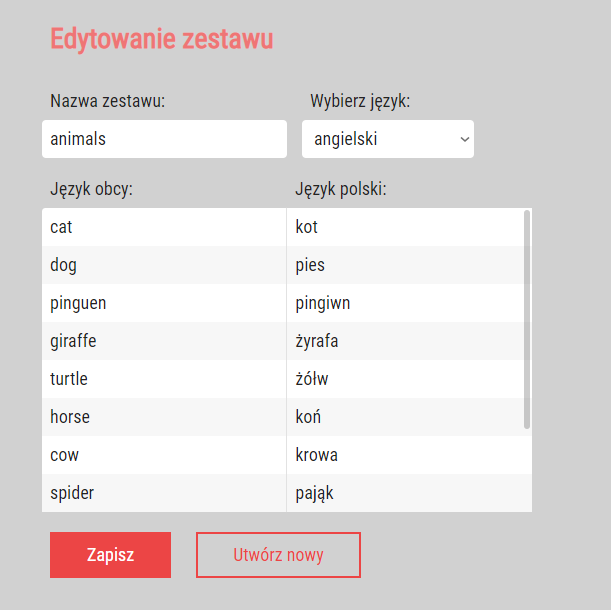 Edytowanie zestawu
Nazwa zestawu: Wybierz język:
animals angielski
Język obcy: Język polski:
cat kot
dog pies
pinguen pingiwn
giraffe żyrafa
turtle żółw
horse koń
cow krowa
spider pająk
Zapisz Utwórz nowy